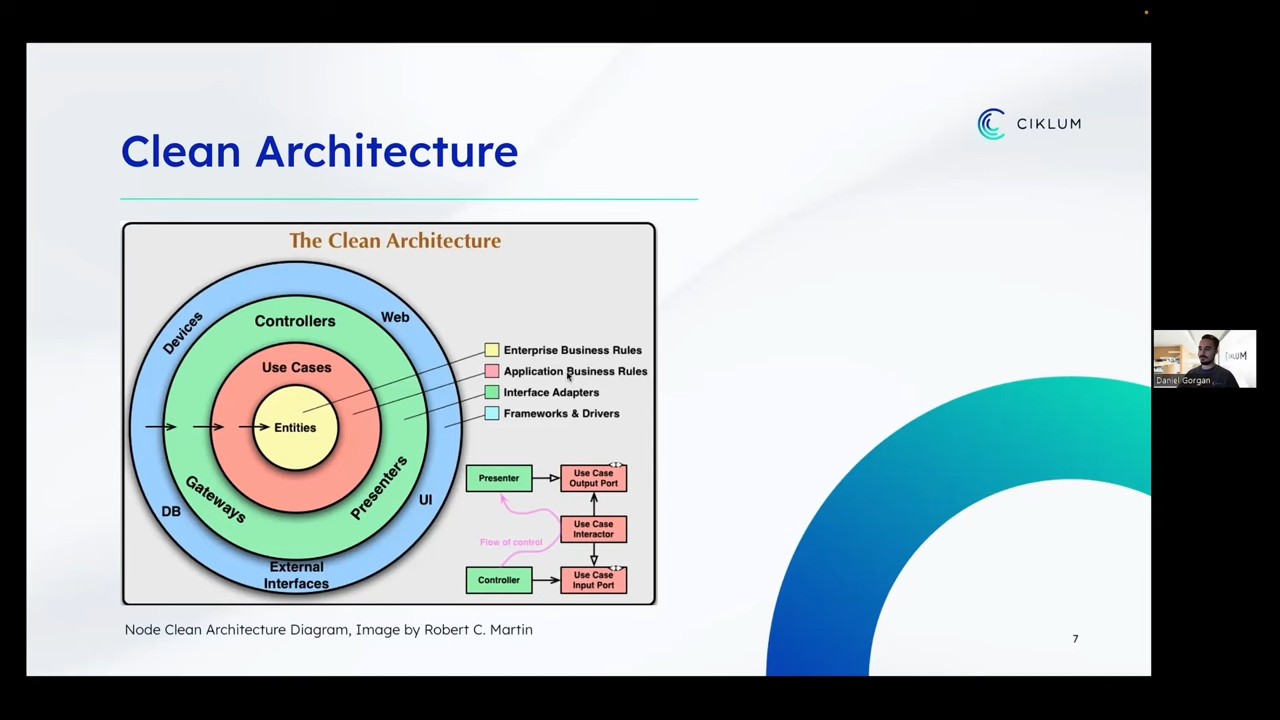 Clean Architecture
CIKLUM
The Clean Architecture
Devices
Controllers
Web
Use Cases
Entities
Gateways
Presenters
DB
UI
External
Interfaces
Enterprise Business Rules
Application Business Rules
Interface Adapters
Frameworks & Drivers
Presenter
Use Case
Output Port
Flow of control
Use Case
Interactor
Controller
Use Case
Input Port
Node Clean Architecture Diagram, Image by Robert C. Martin
7
CIKLUM
Daniel Gorgan